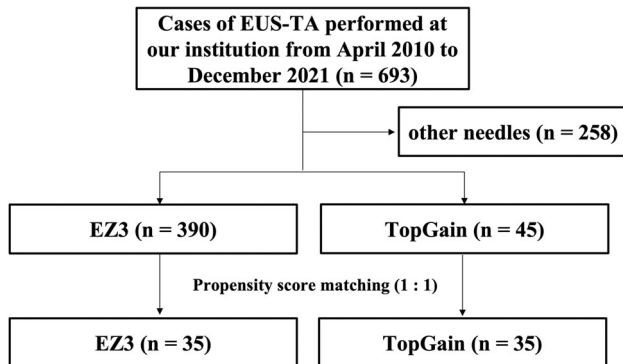 Cases of EUS-TA performed at
our institution from April 2010 to
December 2021 (n = 693)
other needles (n = 258)
EZ3 (n = 390)
TopGain (n = 45)
Propensity score matching (1 : 1)
EZ3 (n = 35)
TopGain (n = 35)